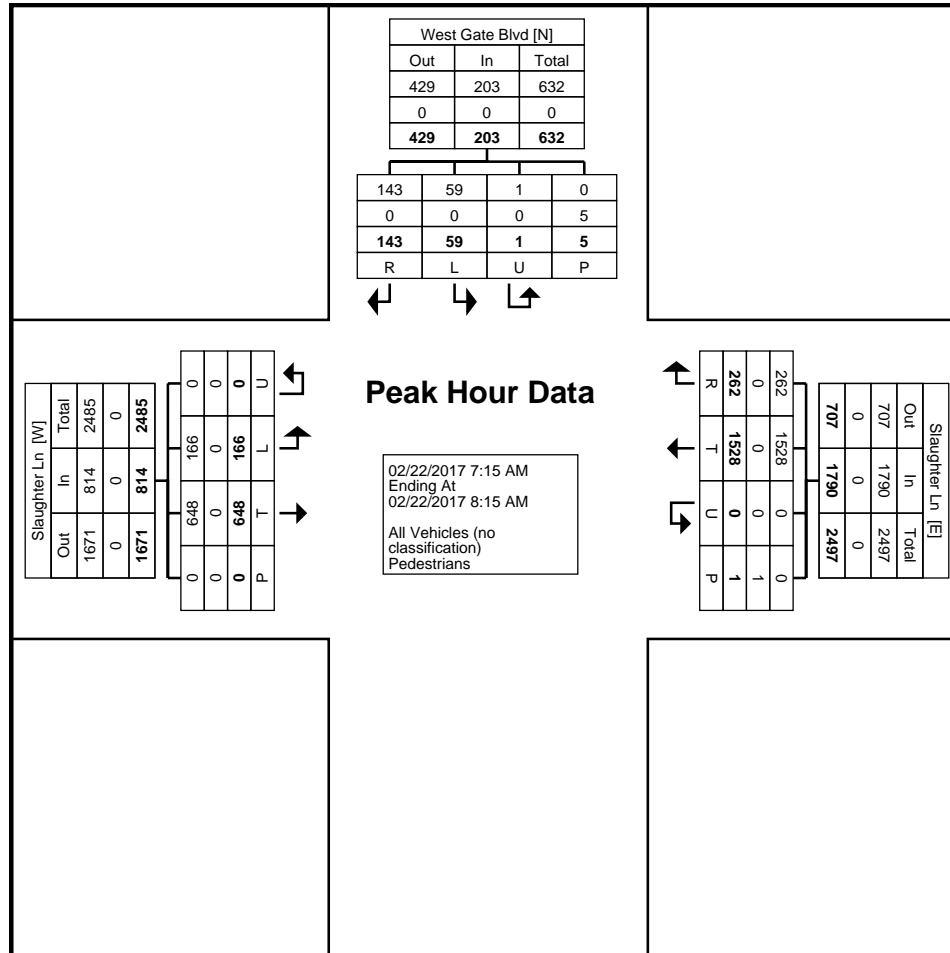 West Gate Blvd [N]
Out In Total
429 203 632
0 0 0
429 203 632
143 59 1 0
0 0 0 5
143 59 1 5
R L U P
Peak Hour Data
02/22/2017 7:15 AM
Ending At
02/22/2017 8:15 AM
All Vehicles (no
classification)
Pedestrians
Slaughter Ln [W]
Out In Total
1671 814 2485
0 0 0
1671 814 2485
0 648 166 0
0 0 0 0
0 648 166 0
P T L U
Slaughter Ln [E]
Out In Total
707 1790 2497
0 0 0
707 1790 2497
262 1528 0 0
0 0 0 1
262 1528 0 1
R T U P